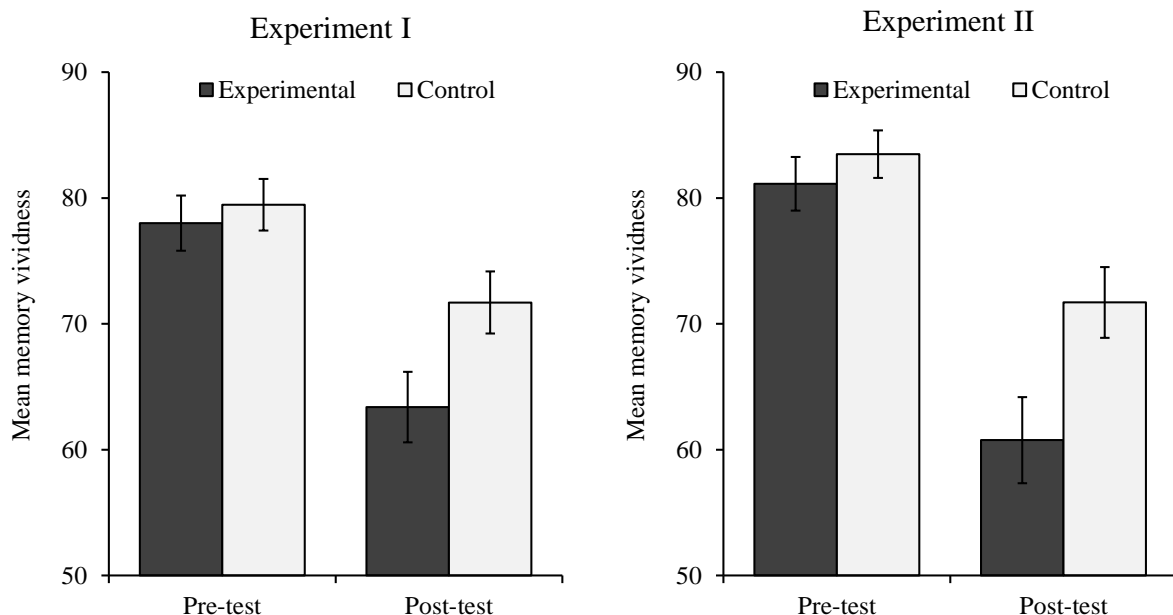 Experiment I
Experimental Control
Mean memory vividness
90
80
70
60
50
Pre-test Post-test
Experiment II
Experimental Control
Mean memory vividness
90
80
70
60
50
Pre-test Post-test